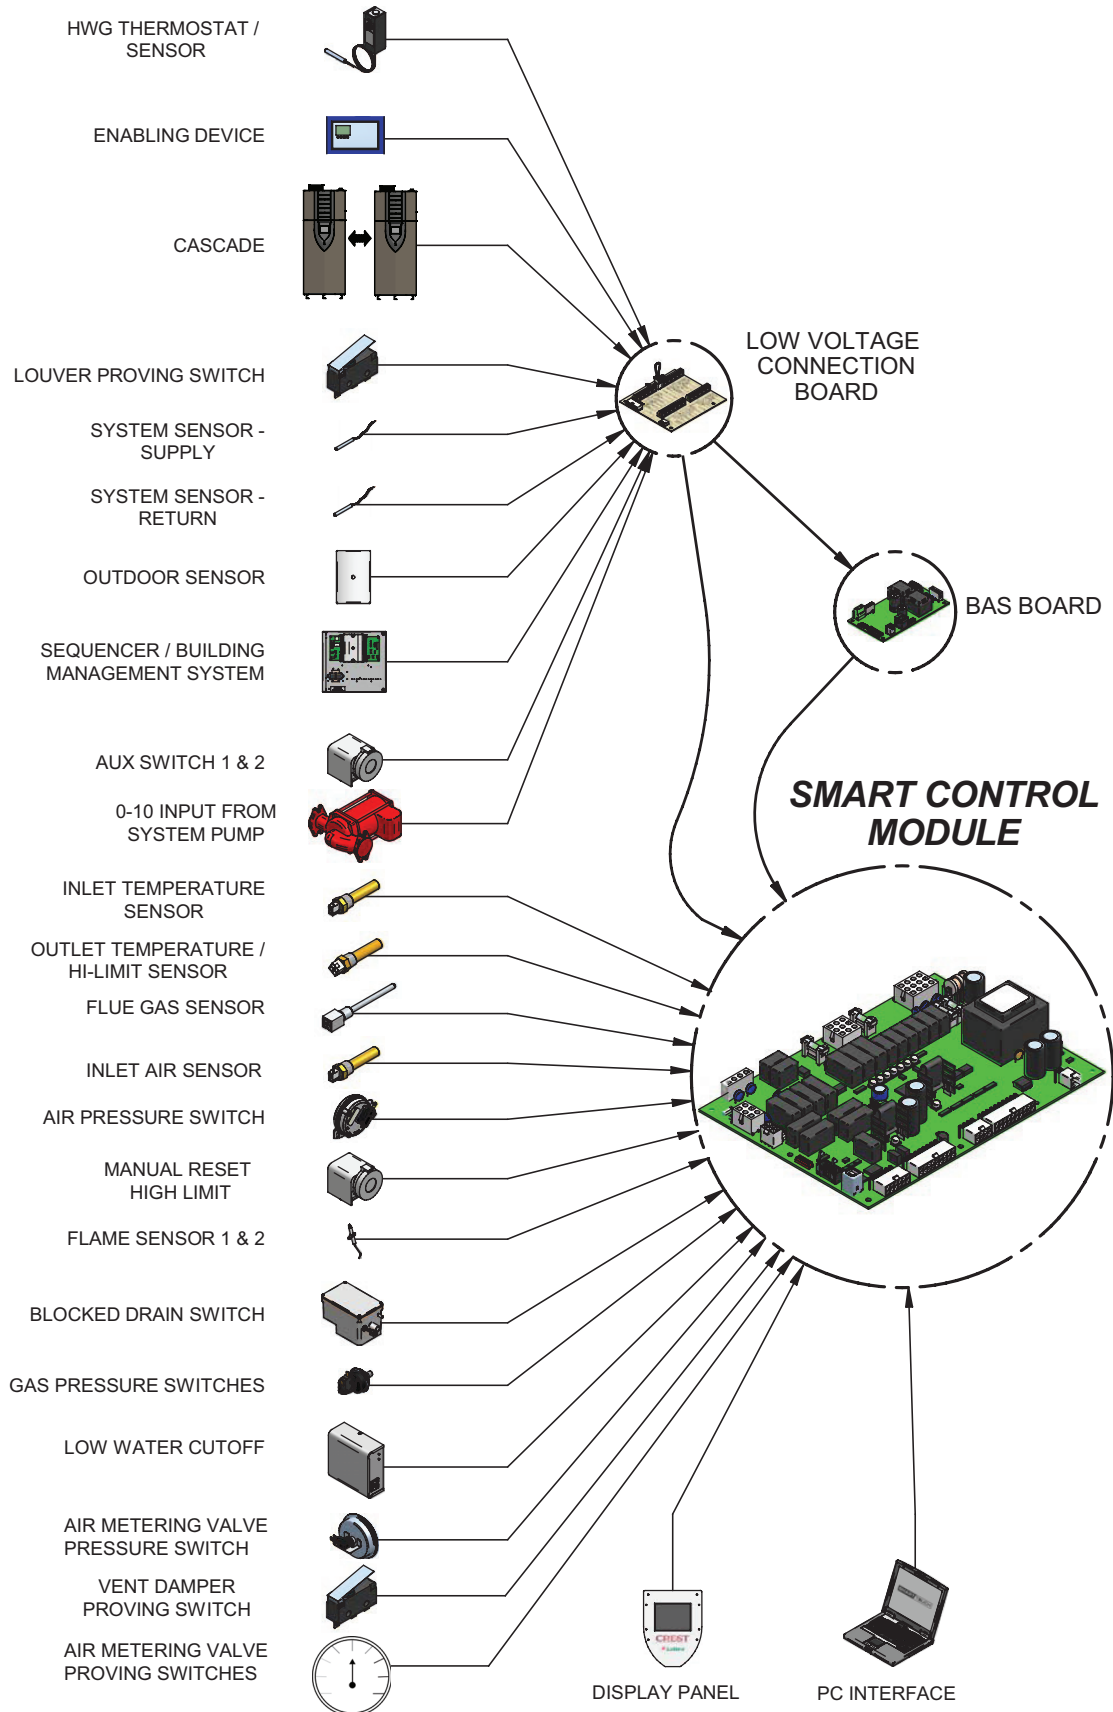 HWG THERMOSTAT /
SENSOR
ENABLING DEVICE
CASCADE
LOUVER PROVING SWITCH
SYSTEM SENSOR -
SUPPLY
SYSTEM SENSOR -
RETURN
OUTDOOR SENSOR
SEQUENCER / BUILDING
MANAGEMENT SYSTEM
AUX SWITCH 1 & 2
0-10 INPUT FROM
SYSTEM PUMP
INLET TEMPERATURE
SENSOR
OUTLET TEMPERATURE /
HI-LIMIT SENSOR
FLUE GAS SENSOR
INLET AIR SENSOR
AIR PRESSURE SWITCH
MANUAL RESET
HIGH LIMIT
FLAME SENSOR 1 & 2
BLOCKED DRAIN SWITCH
GAS PRESSURE SWITCHES
LOW WATER CUTOFF
AIR METERING VALVE
PRESSURE SWITCH
VENT DAMPER
PROVING SWITCH
AIR METERING VALVE
PROVING SWITCHES
LOW VOLTAGE
CONNECTION
BOARD
BAS BOARD
SMART CONTROL
MODULE
CREST
DISPLAY PANEL
PC INTERFACE